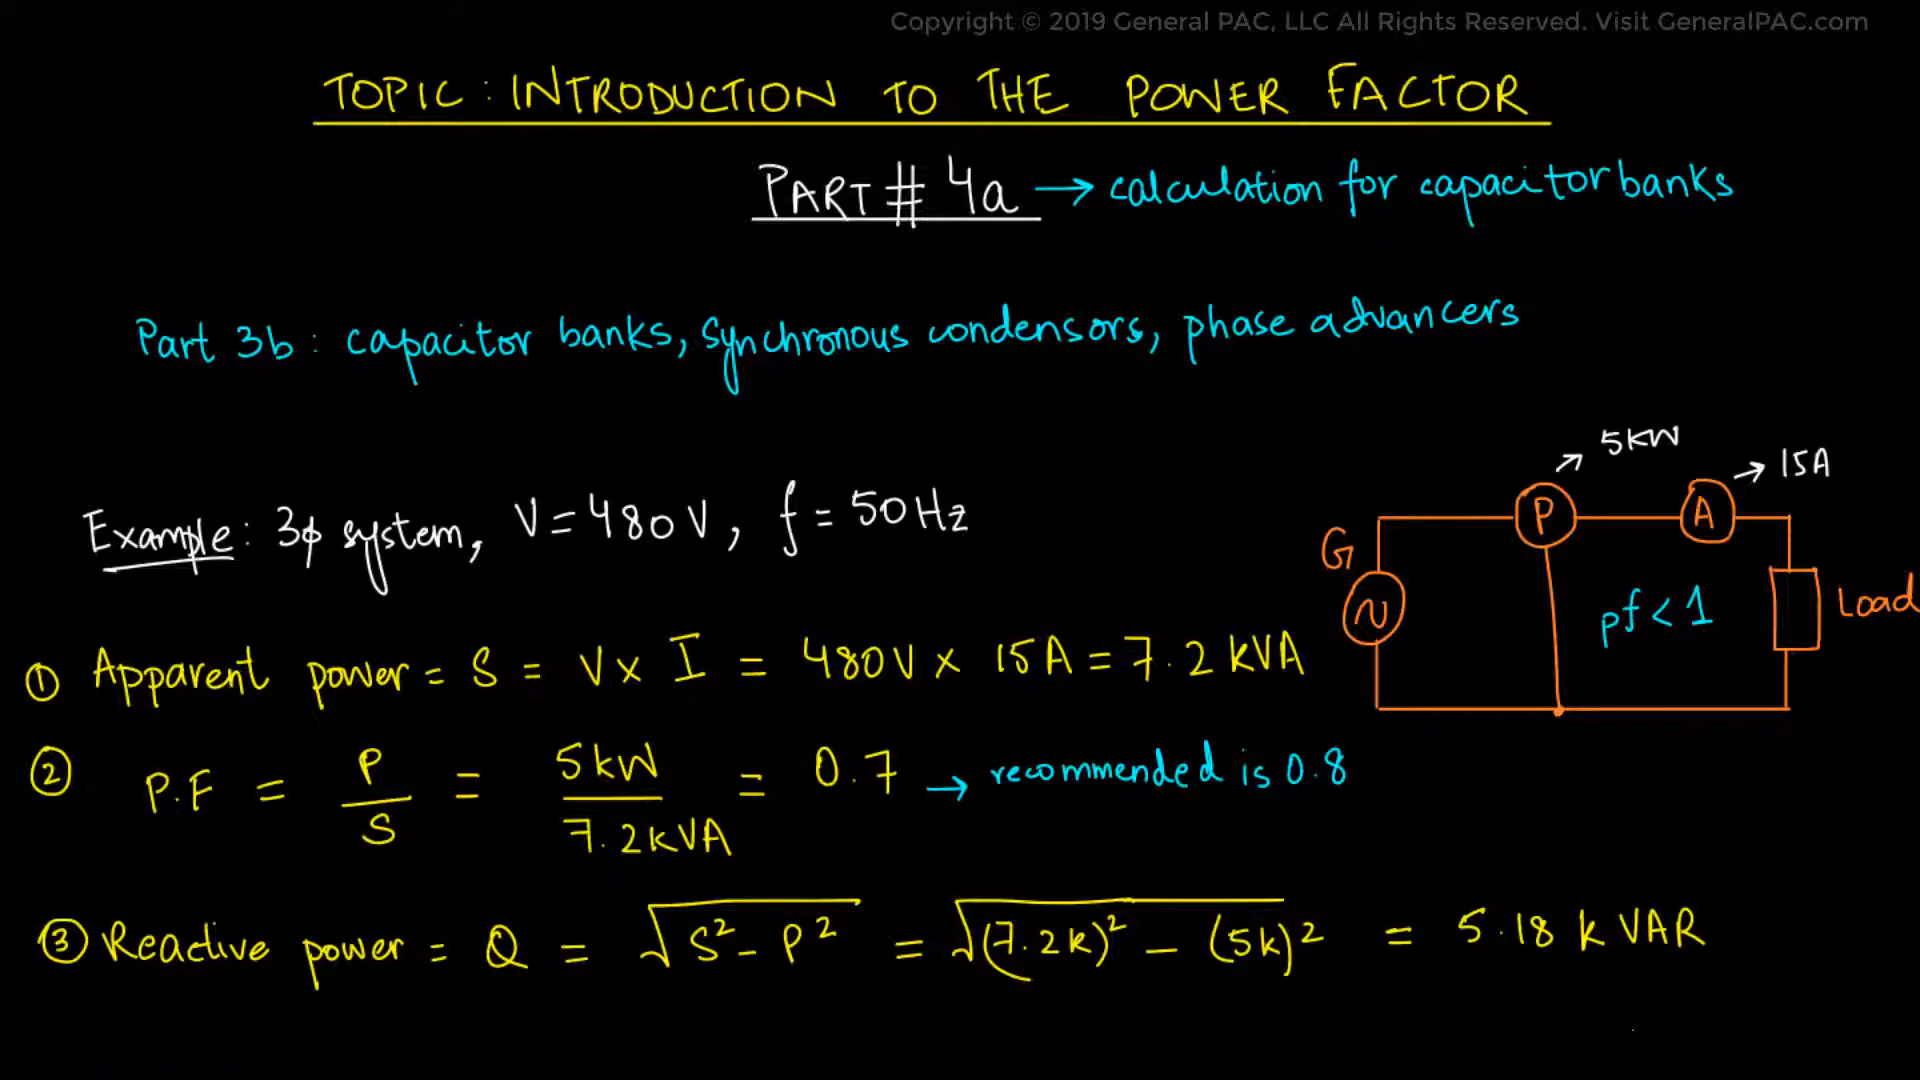 Copyright © 2019 General PAC, LLC All Rights Reserved. Visit GeneralPAC.com
TOPIC: INTRODUCTION TO THE POWER FACTOR
PART# 4a → calculation for capacitor banks
Part 3b: capacitor banks, synchronous condensors, phase advancers
Example: 3ϕ system, V=480V, f=50Hz
① Apparent power = S = V x I = 480V x 15A = 7.2 kVA
② P.F = P/S = 5kW/7.2kVA = 0.7 → recommended is 0.8
③ Reactive power = Q = √(S² - P²) = √((7.2k)² - (5k)²) = 5.18 k VAR
→ 5kW
→ 15A
P
A
G
pf < 1
Load